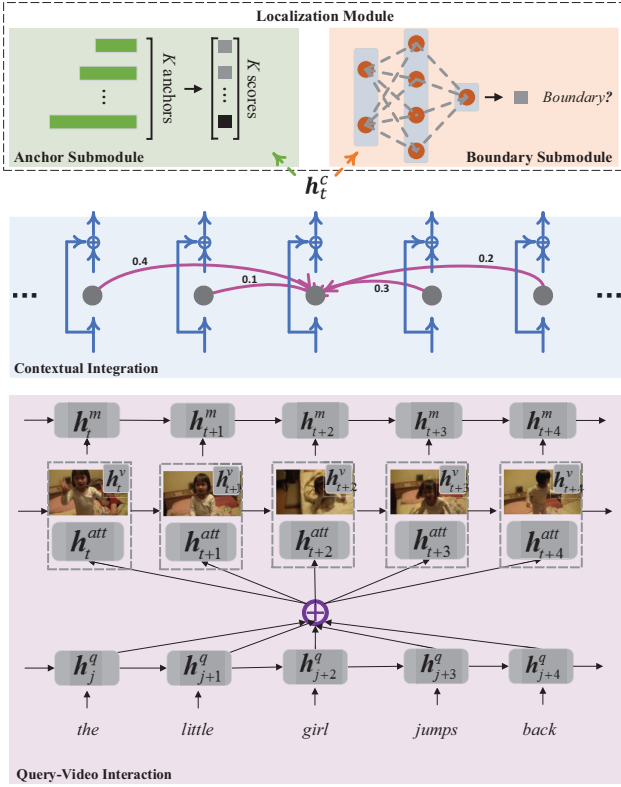 Localization Module
K anchors
K scores
...
...
Boundary?
Anchor Submodule
Boundary Submodule
h_t^c
0.4
0.1
0.3
0.2
...
...
Contextual Integration
h_t^m
h_{t+1}^m
h_{t+2}^m
h_{t+3}^m
h_{t+4}^m
h_t^v
h_{t+3}^v
h_{t+2}^v
h_{t+3}^v
h_{t+4}^v
h_t^{att}
h_{t+1}^{att}
h_{t+2}^{att}
h_{t+3}^{att}
h_{t+4}^{att}
h_j^q
h_{j+1}^q
h_{j+2}^q
h_{j+3}^q
h_{j+4}^q
the little girl jumps back
Query-Video Interaction